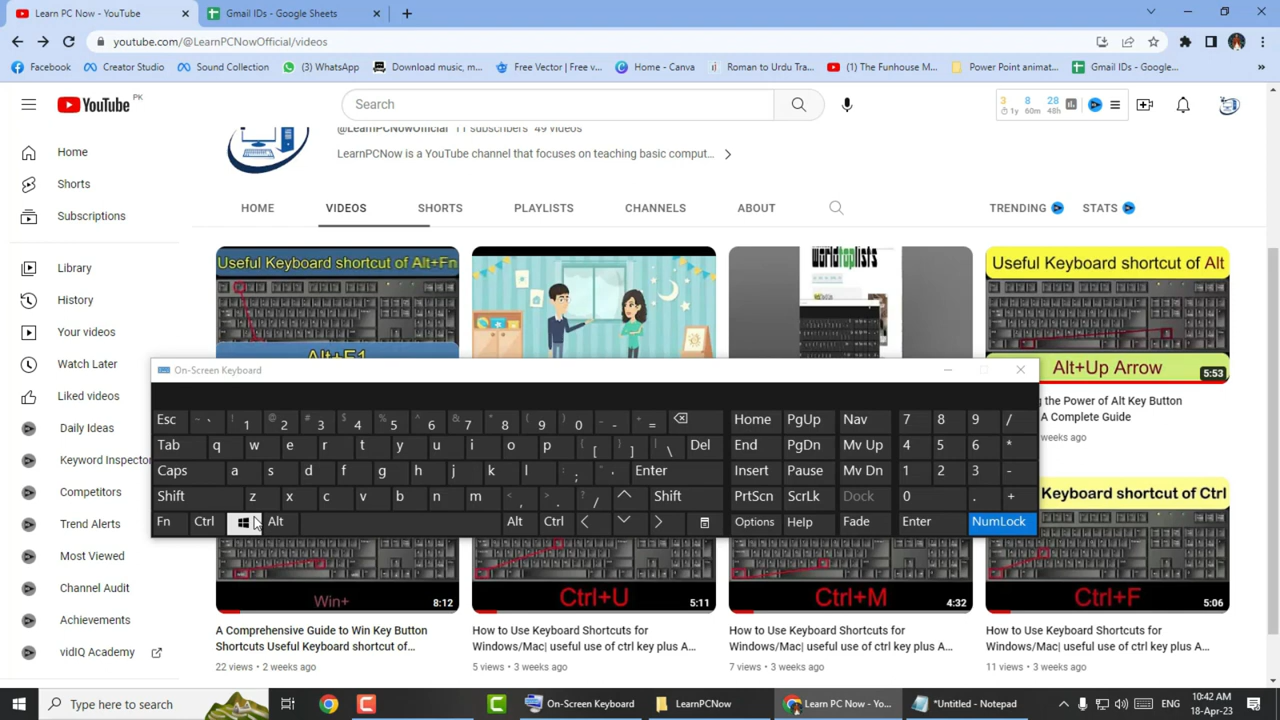 Learn PC Now - YouTube
Gmail IDs - Google Sheets
youtube.com/@LearnPCNowOfficial/videos
Facebook
Creator Studio
Sound Collection
(3) WhatsApp
Download music, m...
Free Vector | Free v...
Home - Canva
Roman to Urdu Tra...
(1) The Funhouse M...
Power Point animat...
Gmail IDs - Google...
YouTube PK
Search
3 8 28
1y 60m 48h
@LearnPCNowOfficial 11 subscribers 49 videos
LearnPCNow is a YouTube channel that focuses on teaching basic comput...
HOME
VIDEOS
SHORTS
PLAYLISTS
CHANNELS
ABOUT
TRENDING
STATS
Home
Shorts
Subscriptions
Library
History
Your videos
Watch Later
Liked videos
Daily Ideas
Keyword Inspector
Competitors
Trend Alerts
Most Viewed
Channel Audit
Achievements
vidIQ Academy
Useful Keyboard shortcut of Alt+Fn
Alt+F1
worldtoplists
Useful Keyboard shortcut of Alt
Alt+Up Arrow
5:53
the Power of Alt Key Button
A Complete Guide
weeks ago
On-Screen Keyboard
Esc ~ ` ! 1 @ 2 # 3 $ 4 % 5 ^ 6 & 7 * 8 ( 9 ) 0 _ - + = Home PgUp Nav 7 8 9 /
Tab q w e r t y u i o p { [ } ] | \ Del End PgDn Mv Up 4 5 6 *
Caps a s d f g h j k l : ; " ' Enter Insert Pause Mv Dn 1 2 3 -
Shift z x c v b n m < , > . ? / Shift PrtScn ScrLk Dock 0 . +
Fn Ctrl Alt Alt Ctrl Options Help Fade Enter NumLock
Keyboard shortcut of Ctrl
Win+
8:12
Ctrl+U
5:11
Ctrl+M
4:32
Ctrl+F
5:06
A Comprehensive Guide to Win Key Button
Shortcuts Useful Keyboard shortcut of...
22 views • 2 weeks ago
How to Use Keyboard Shortcuts for
Windows/Mac| useful use of ctrl key plus A...
5 views • 2 weeks ago
How to Use Keyboard Shortcuts for
Windows/Mac| useful use of ctrl key plus A...
7 views • 2 weeks ago
How to Use Keyboard Shortcuts for
Windows/Mac| useful use of ctrl key plus A...
11 views • 3 weeks ago
Type here to search
On-Screen Keyboard
LearnPCNow
Learn PC Now - Yo...
*Untitled - Notepad
ENG
10:42 AM
18-Apr-23